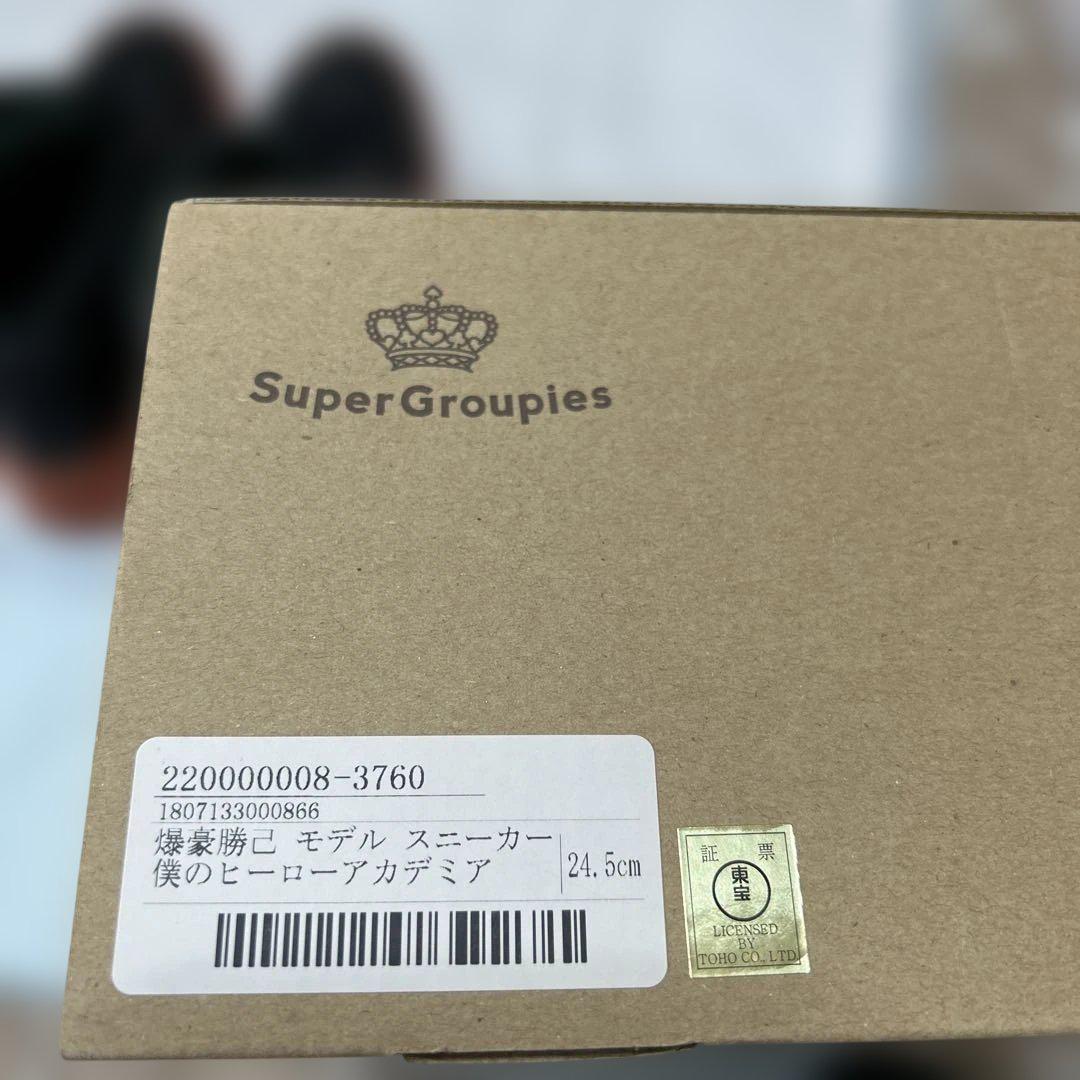 SuperGroupies
220000008-3760
1807133000866
爆豪勝己 モデル スニーカー
僕のヒーローアカデミア
24.5cm
証 票
東宝
LICENSED
BY
TOHO CO., LTD.